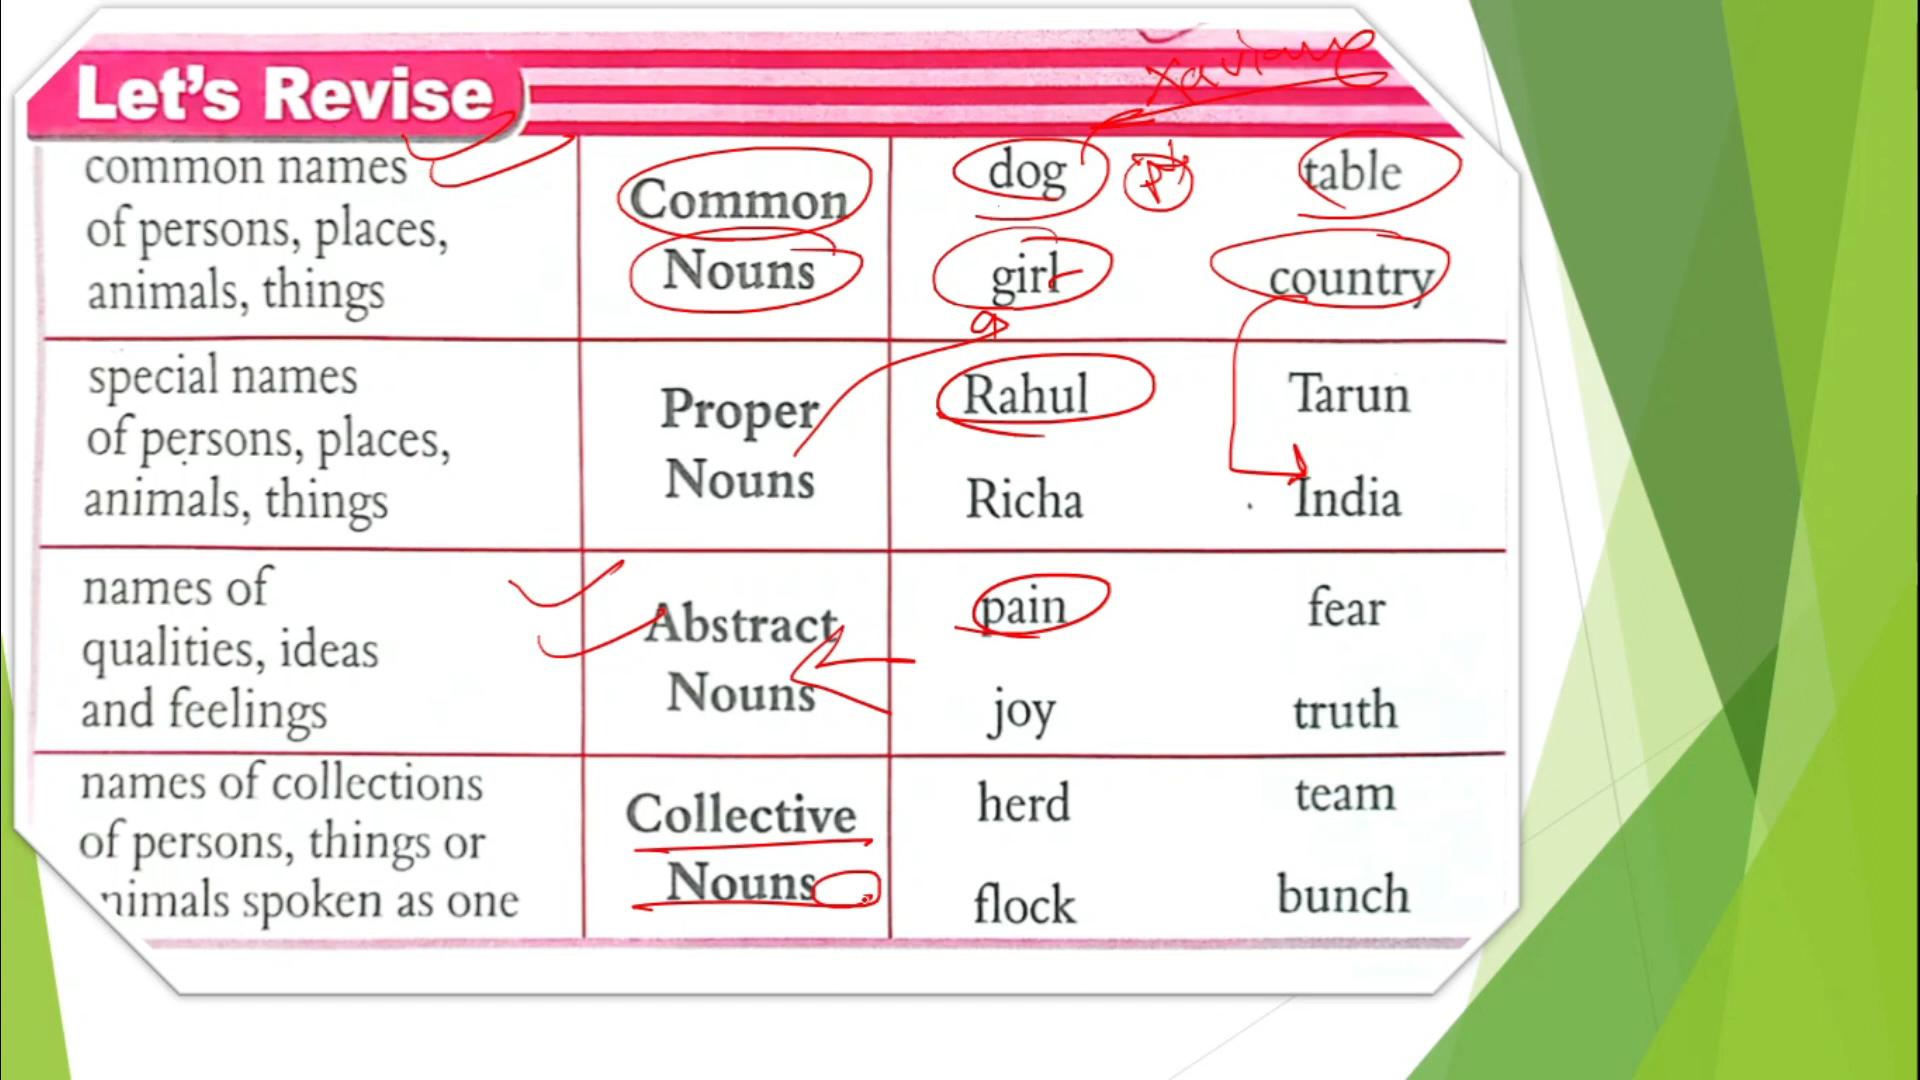 Let's Revise
common names
of persons, places,
animals, things
Common
Nouns
dog
table
girl
country
special names
of persons, places,
animals, things
Proper
Nouns
Rahul
Tarun
Richa
India
names of
qualities, ideas
and feelings
Abstract
Nouns
pain
fear
joy
truth
names of collections
of persons, things or
nimals spoken as one
Collective
Nouns
herd
team
flock
bunch